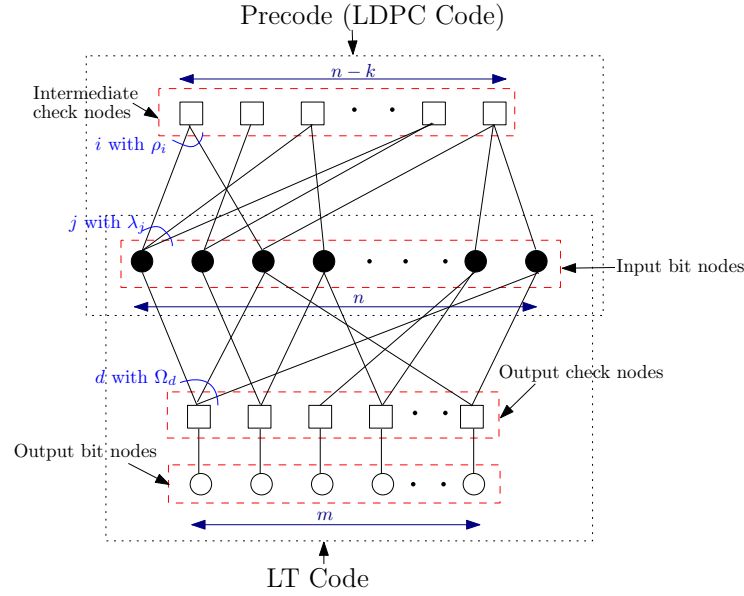 Precode (LDPC Code)
n − k
Intermediate
check nodes
i with ρ_i
j with λ_j
Input bit nodes
n
d with Ω_d
Output check nodes
Output bit nodes
m
LT Code